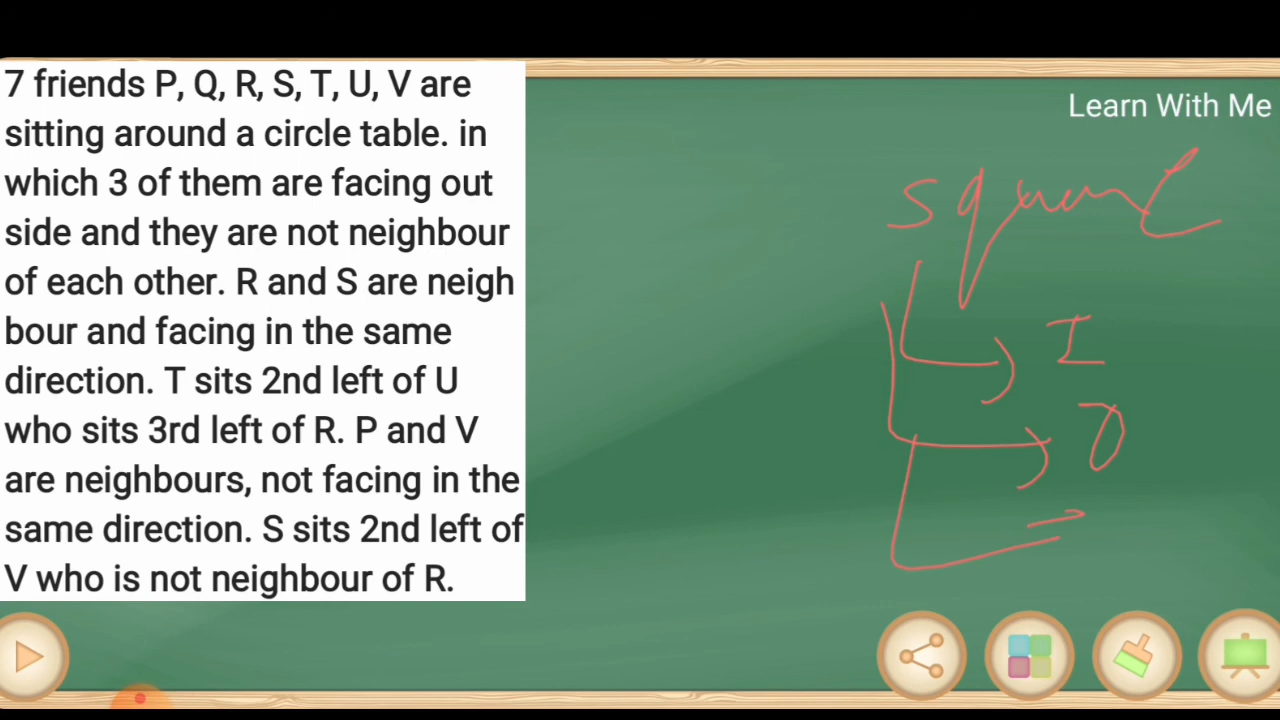 7 friends P, Q, R, S, T, U, V are
sitting around a circle table. in
which 3 of them are facing out
side and they are not neighbour
of each other. R and S are neigh
bour and facing in the same
direction. T sits 2nd left of U
who sits 3rd left of R. P and V
are neighbours, not facing in the
same direction. S sits 2nd left of
V who is not neighbour of R.
Learn With Me
I
O